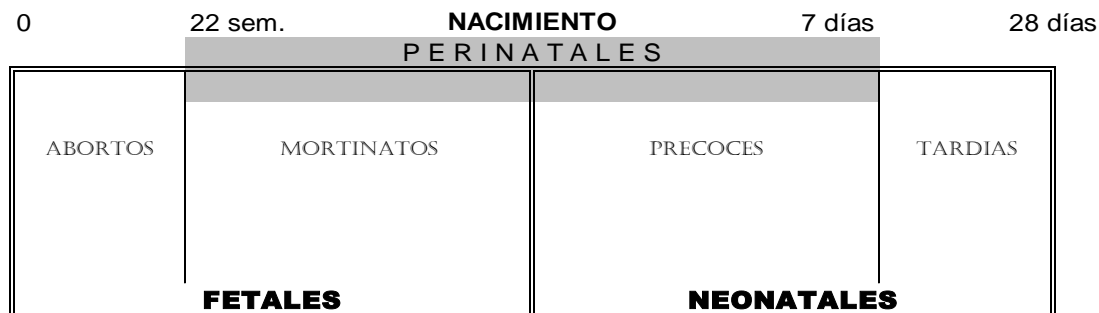 0 22 sem. NACIMIENTO 7 días 28 días
P E R I N A T A L E S
ABORTOS MORTINATOS PRECOCES TARDIAS
FETALES NEONATALES